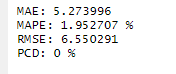 MAE: 5.273996
MAPE: 1.952707 %
RMSE: 6.550291
PCD: 0 %